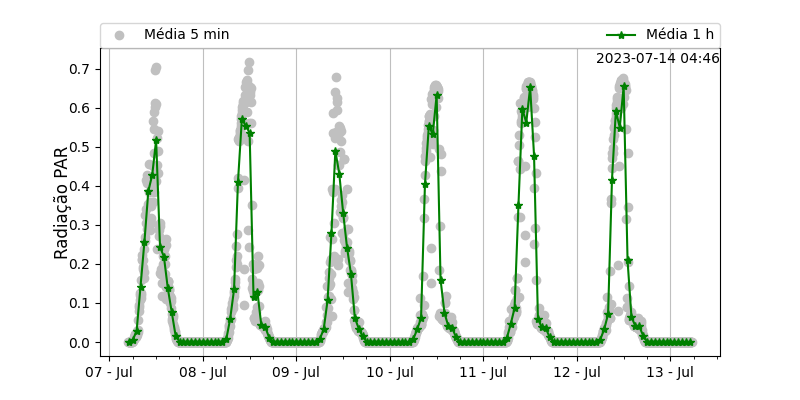 Média 5 min
Média 1 h
2023-07-14 04:46
Radiação PAR
0.7
0.6
0.5
0.4
0.3
0.2
0.1
0.0
07 - Jul
08 - Jul
09 - Jul
10 - Jul
11 - Jul
12 - Jul
13 - Jul